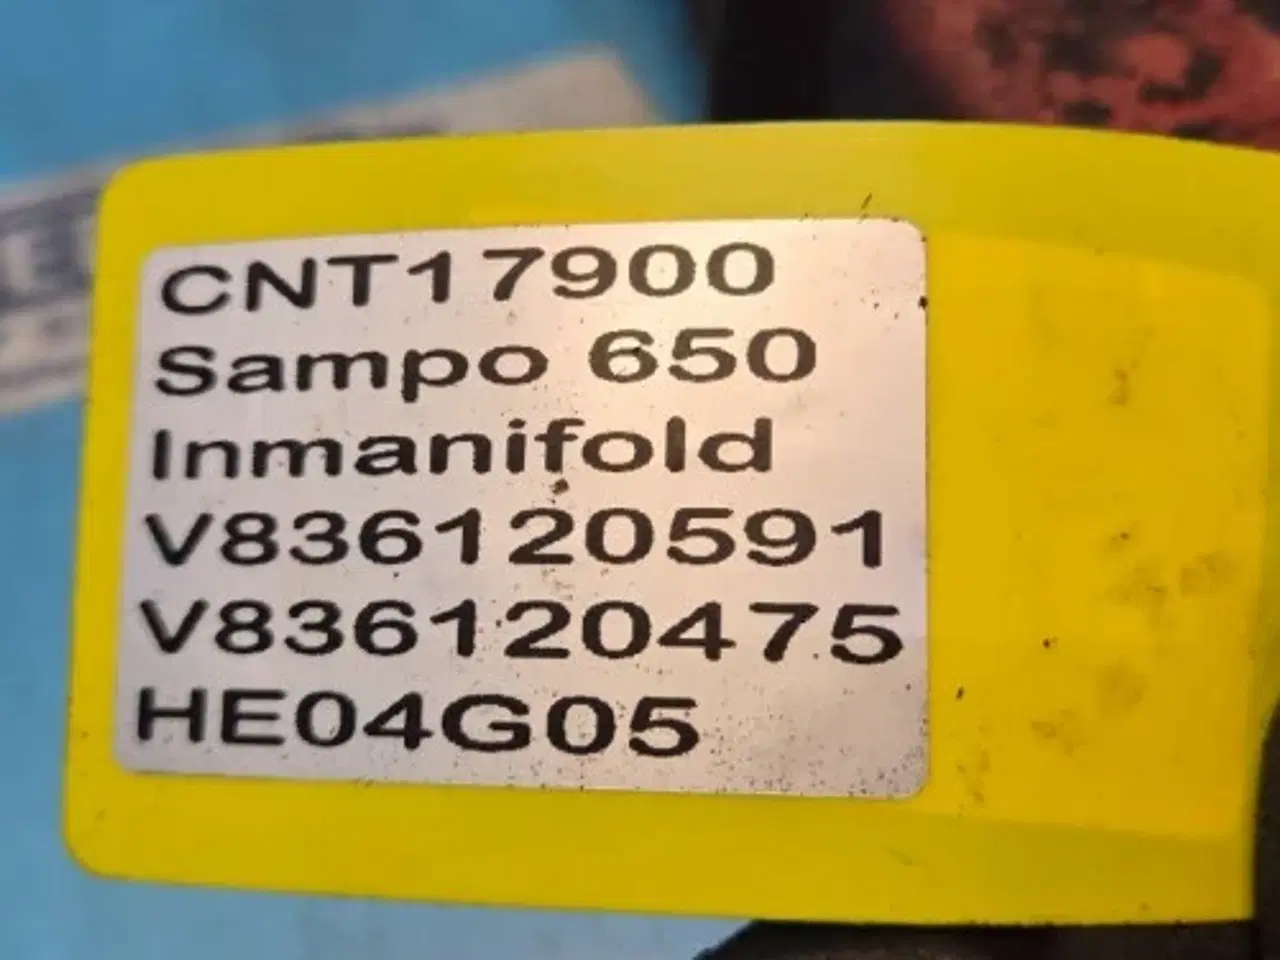 CNT17900
Sampo 650
Inmanifold
V836120591
V836120475
HE04G05